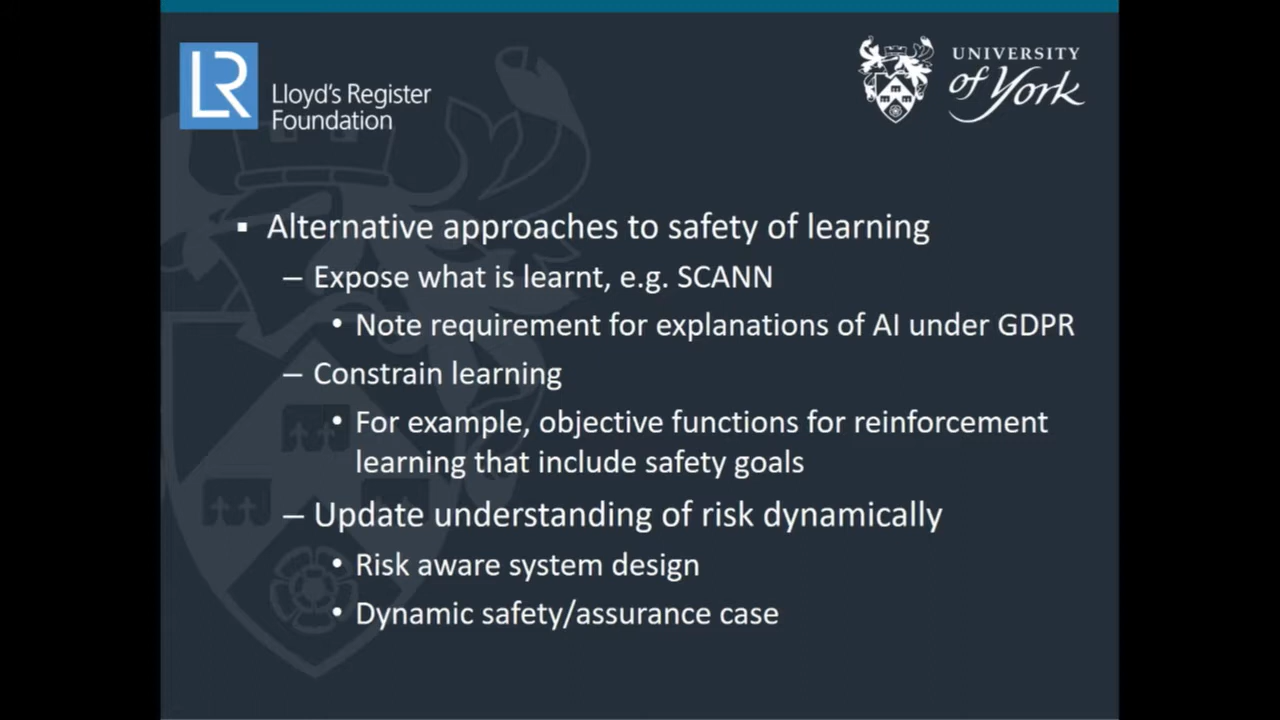 LR
Lloyd's Register
Foundation
UNIVERSITY
of York
▪ Alternative approaches to safety of learning
– Expose what is learnt, e.g. SCANN
• Note requirement for explanations of AI under GDPR
– Constrain learning
• For example, objective functions for reinforcement
learning that include safety goals
– Update understanding of risk dynamically
• Risk aware system design
• Dynamic safety/assurance case